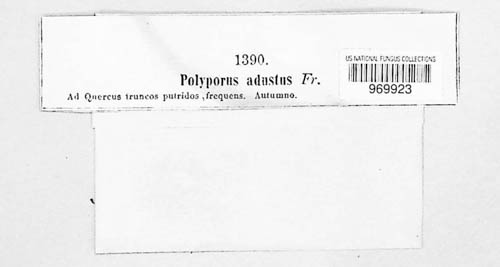 1390.
Polyporus adustus Fr.
Ad Quercus truncos putridos, frequens. Autumno.
US NATIONAL FUNGUS COLLECTIONS
969923